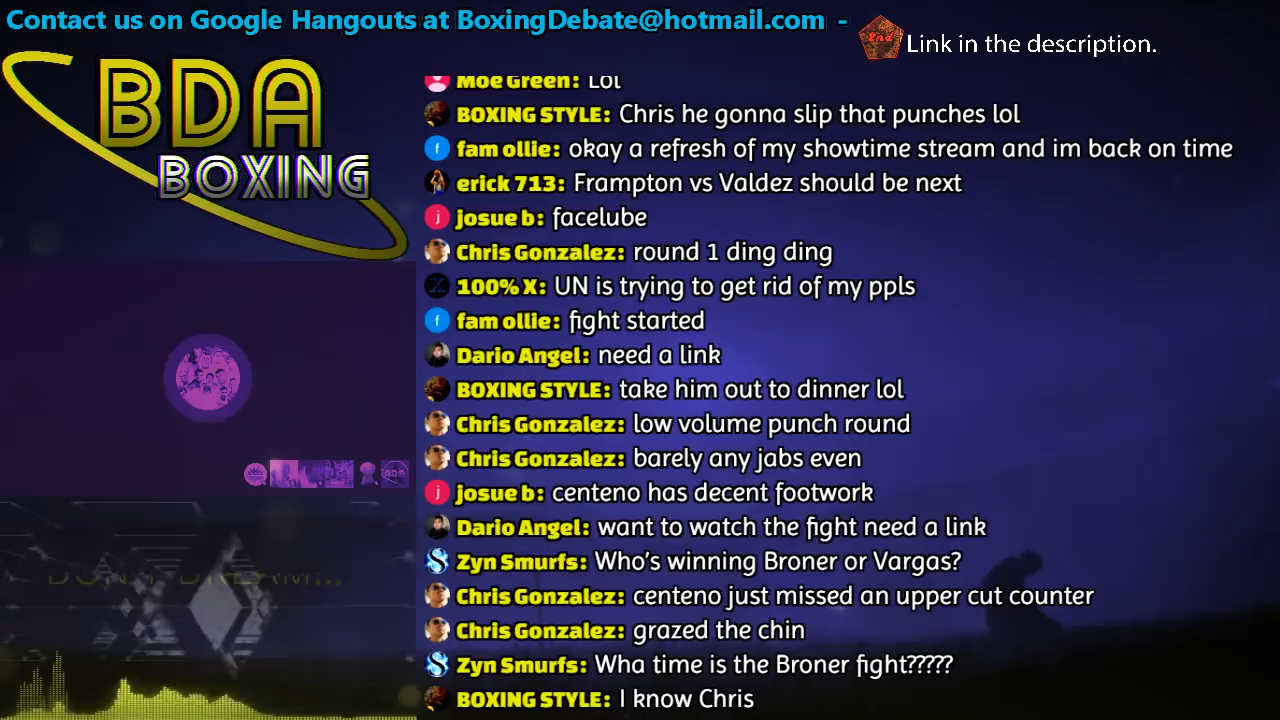 Contact us on Google Hangouts at BoxingDebate@hotmail.com -
2nd
Link in the description.
BDA
BOXING
Moe Green: Lol
BOXING STYLE: Chris he gonna slip that punches lol
fam ollie: okay a refresh of my showtime stream and im back on time
erick 713: Frampton vs Valdez should be next
j josue b: facelube
Chris Gonzalez: round 1 ding ding
X 100% X: UN is trying to get rid of my ppls
f fam ollie: fight started
Dario Angel: need a link
BOXING STYLE: take him out to dinner lol
Chris Gonzalez: low volume punch round
Chris Gonzalez: barely any jabs even
j josue b: centeno has decent footwork
Dario Angel: want to watch the fight need a link
Zyn Smurfs: Who's winning Broner or Vargas?
Chris Gonzalez: centeno just missed an upper cut counter
Chris Gonzalez: grazed the chin
Zyn Smurfs: Wha time is the Broner fight?????
BOXING STYLE: I know Chris